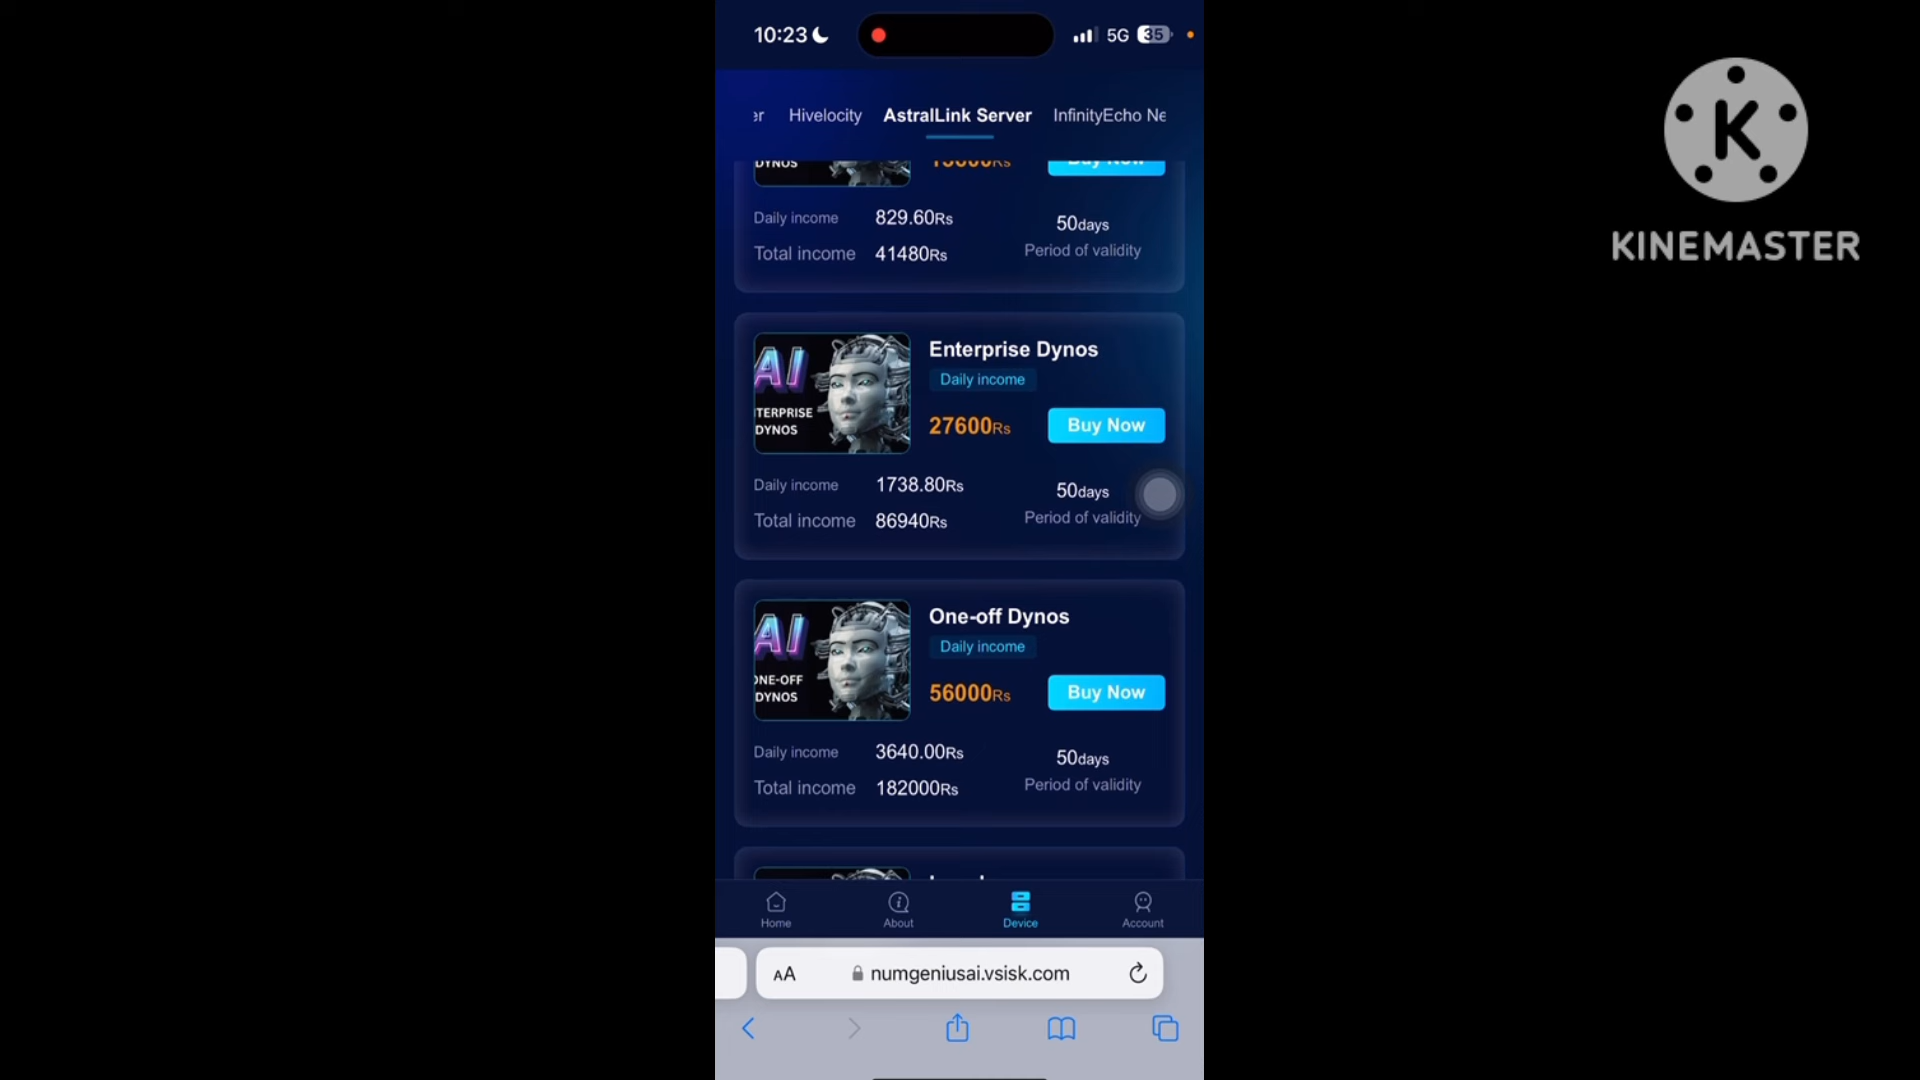 10:23
5G 35
er Hivelocity AstralLink Server InfinityEcho Ne
DYNOS
Buy Now
Daily income 829.60Rs
50days
Total income 41480Rs
Period of validity
AI
TERPRISE
DYNOS
Enterprise Dynos
Daily income
27600Rs
Buy Now
Daily income 1738.80Rs
50days
Total income 86940Rs
Period of validity
AI
ONE-OFF
DYNOS
One-off Dynos
Daily income
56000Rs
Buy Now
Daily income 3640.00Rs
50days
Total income 182000Rs
Period of validity
Home About Device Account
AA numgeniusai.vsisk.com
K
KINEMASTER